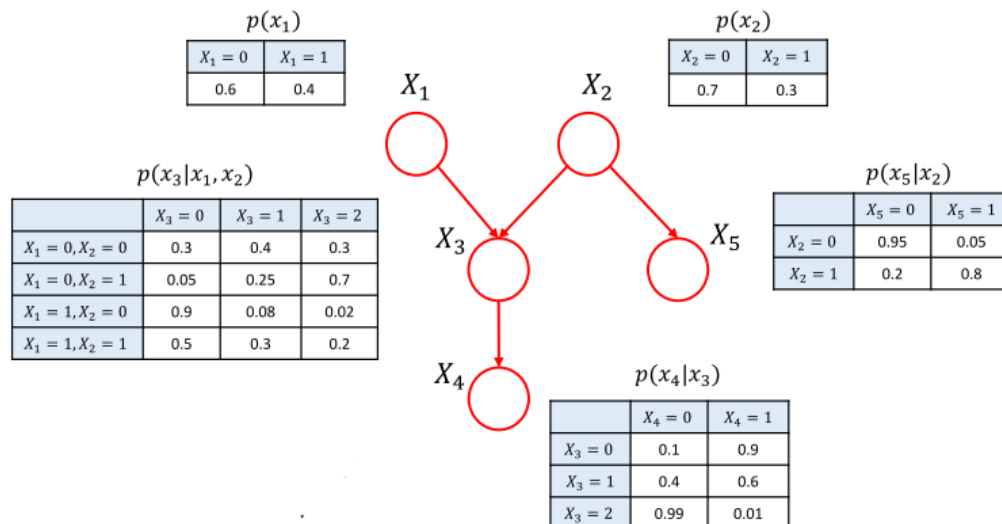 p(x₁)
X₁ = 0 X₁ = 1
0.6 0.4
p(x₂)
X₂ = 0 X₂ = 1
0.7 0.3
X₁
X₂
p(x₃|x₁, x₂)
X₃ = 0 X₃ = 1 X₃ = 2
X₁ = 0, X₂ = 0 0.3 0.4 0.3
X₁ = 0, X₂ = 1 0.05 0.25 0.7
X₁ = 1, X₂ = 0 0.9 0.08 0.02
X₁ = 1, X₂ = 1 0.5 0.3 0.2
X₃
X₅
p(x₅|x₂)
X₅ = 0 X₅ = 1
X₂ = 0 0.95 0.05
X₂ = 1 0.2 0.8
X₄
p(x₄|x₃)
X₄ = 0 X₄ = 1
X₃ = 0 0.1 0.9
X₃ = 1 0.4 0.6
X₃ = 2 0.99 0.01